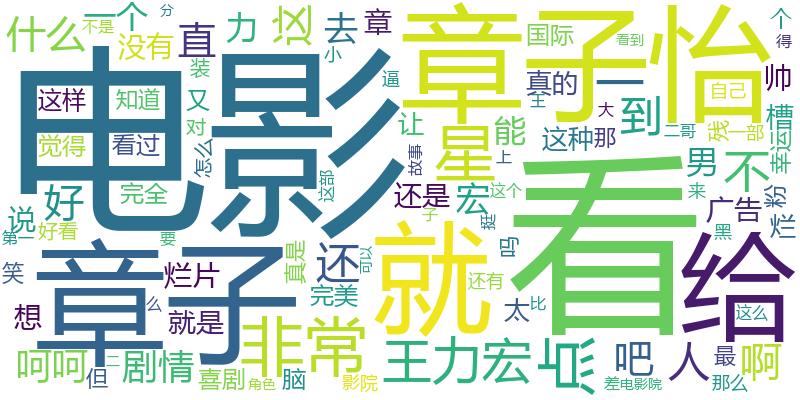 电影
章子怡
看
章子
就
给
非常
王力宏
星
这
一个
什么
没有
直
力
去
章
分
不是
小
装
又
对
逼
这样
知道
觉得
看过
怎么
好
完全
说
第一
好看
要
这部
故事
可以
让
还是
宏
能
国际
真的
一
那
到
这种
主
上
大
二哥
看到
自己
残
一部
个
得
帅
槽
幸运
男
不
粉
烂
来
广告
黑
这个
子
挺
吗
还有
太
比
还
真是
完美
烂片
就是
笑
想
么
但
二
剧情
呵呵
喜剧
角色
脑
影院
吧
人
最
那么
啊
这么
差电影院